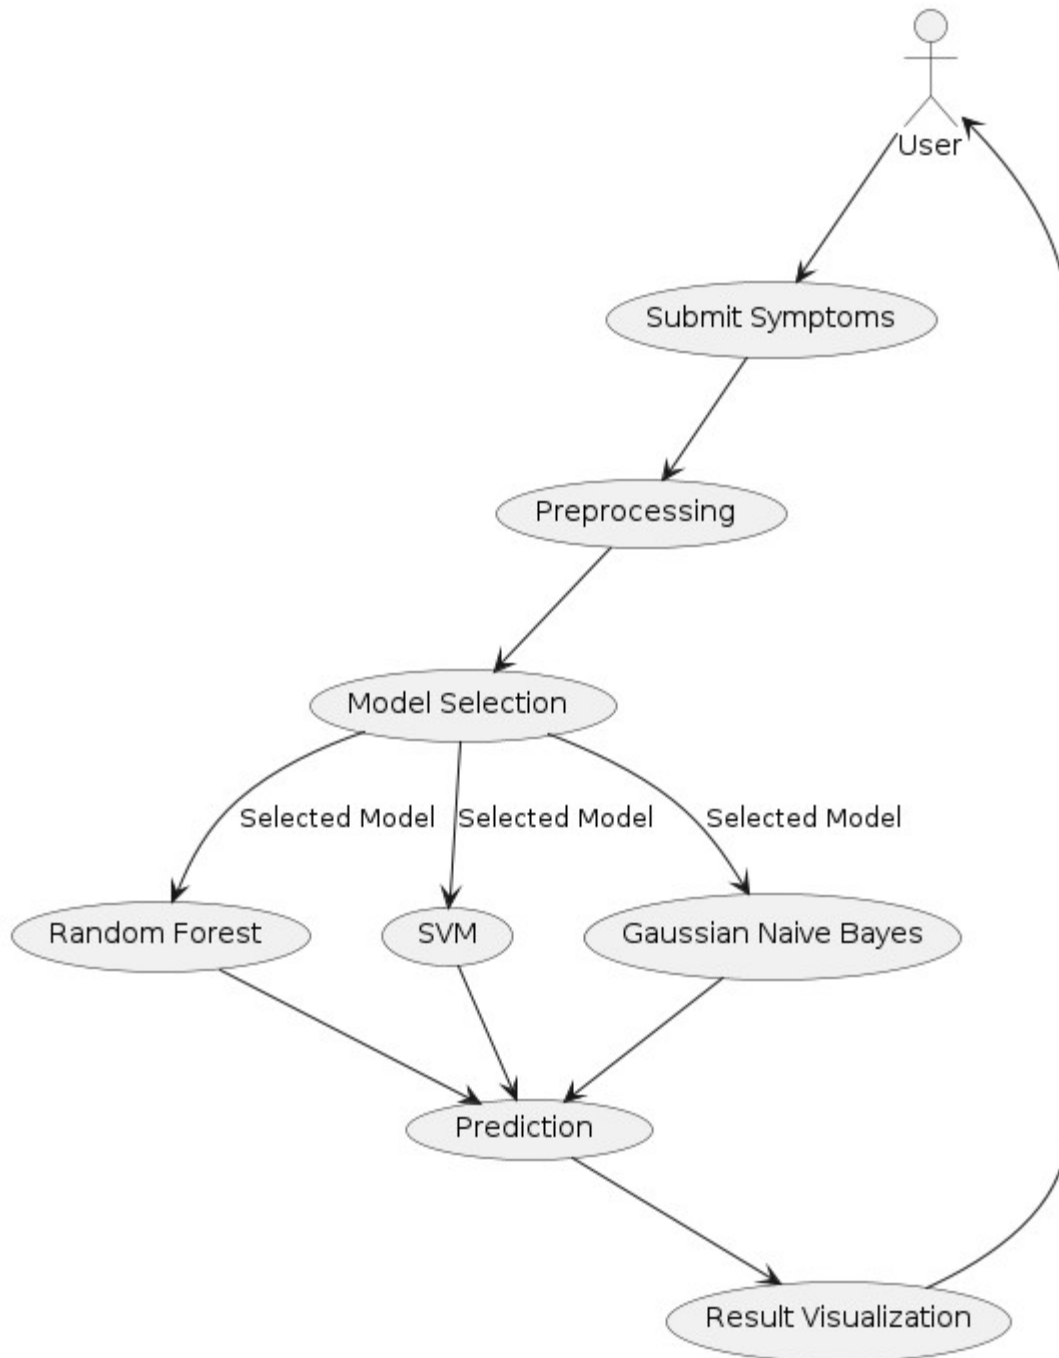 User
Submit Symptoms
Preprocessing
Model Selection
Selected Model
Selected Model
Selected Model
Random Forest
SVM
Gaussian Naive Bayes
Prediction
Result Visualization